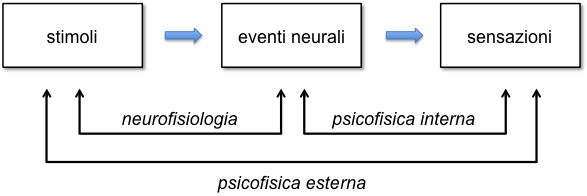 stimoli
eventi neurali
sensazioni
neurofisiologia
psicofisica interna
psicofisica esterna